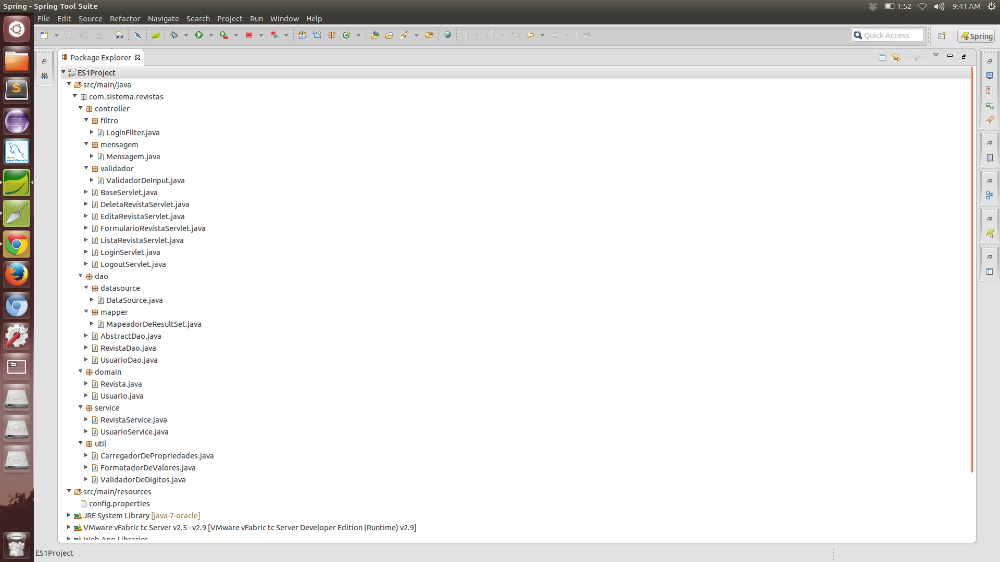 Spring - Spring Tool Suite
1:52
9:41 AM
File Edit Source Refactor Navigate Search Project Run Window Help
Quick Access
Spring
Package Explorer
ES1Project
src/main/java
com.sistema.revistas
controller
filtro
LoginFilter.java
mensagem
Mensagem.java
validador
ValidadorDeInput.java
BaseServlet.java
DeletaRevistaServlet.java
EditaRevistaServlet.java
FormularioRevistaServlet.java
ListaRevistaServlet.java
LoginServlet.java
LogoutServlet.java
dao
datasource
DataSource.java
mapper
MapeadorDeResultSet.java
AbstractDao.java
RevistaDao.java
UsuarioDao.java
domain
Revista.java
Usuario.java
service
RevistaService.java
UsuarioService.java
util
CarregadorDePropriedades.java
FormatadorDeValores.java
ValidadorDeDigitos.java
src/main/resources
config.properties
JRE System Library [java-7-oracle]
VMware vFabric tc Server v2.5 - v2.9 [VMware vFabric tc Server Developer Edition (Runtime) v2.9]
Web App Libraries
ES1Project